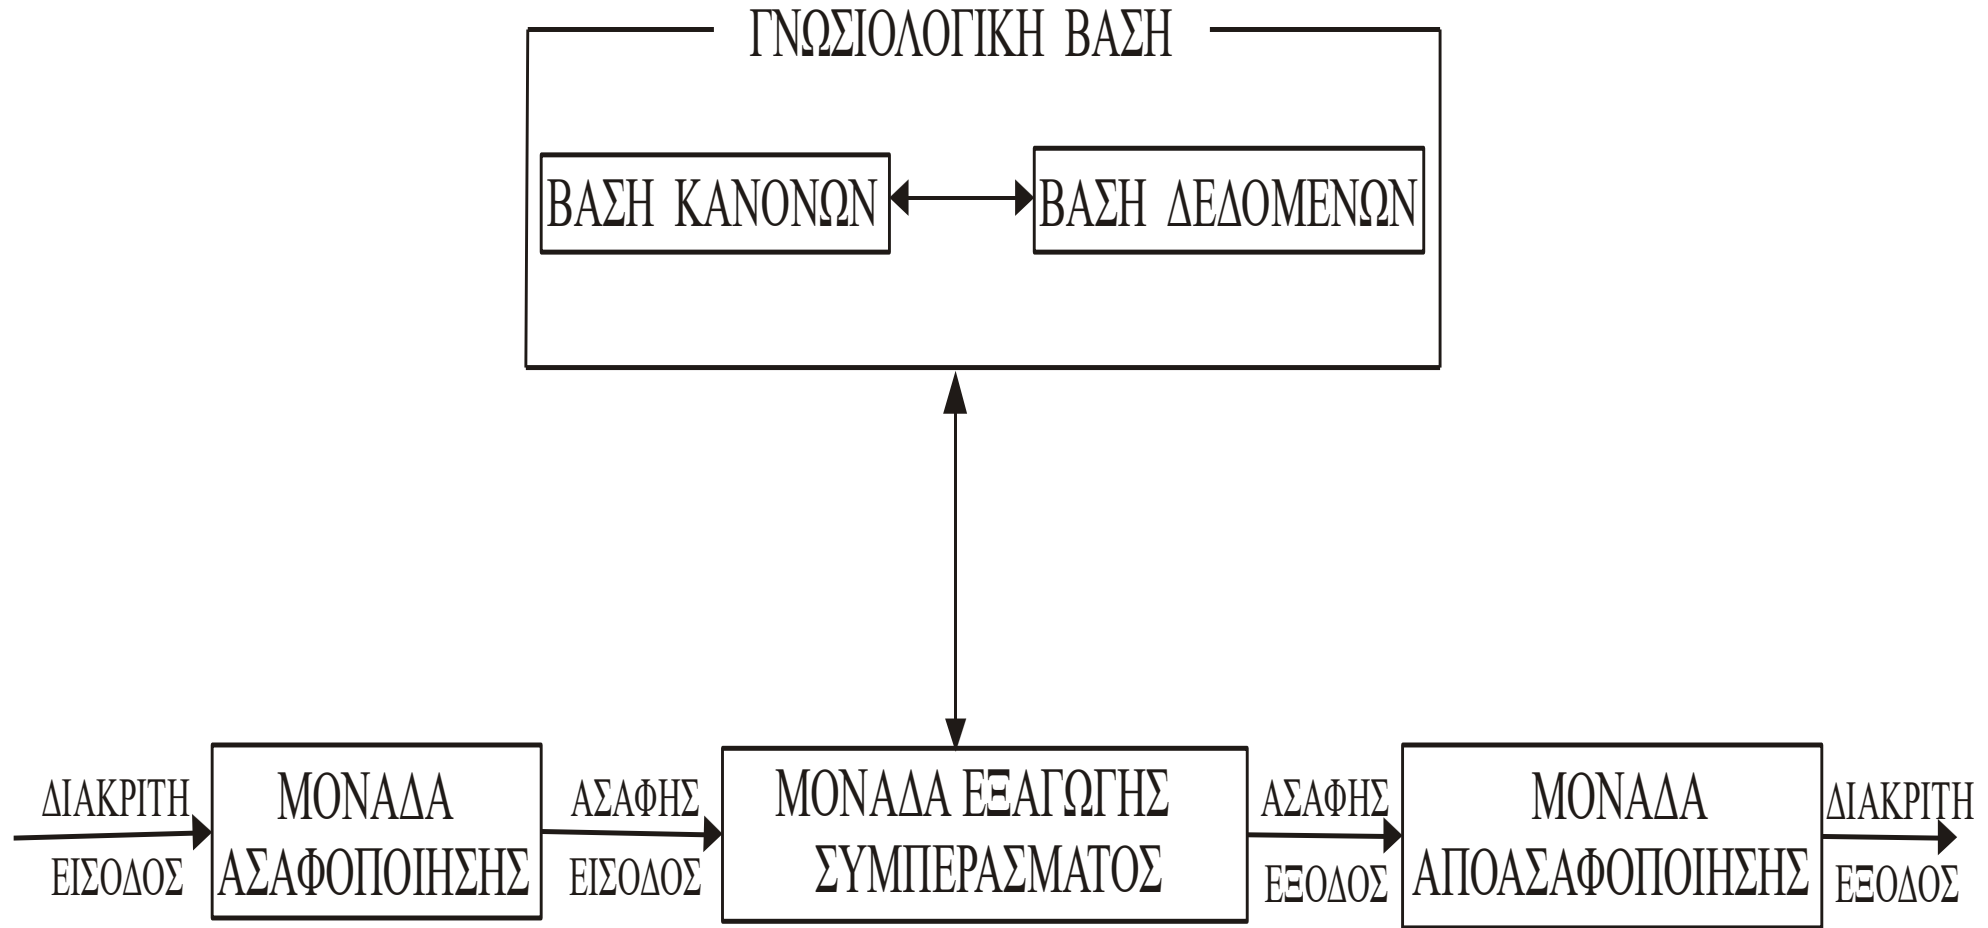 ΓΝΩΣΙΟΛΟΓΙΚΗ ΒΑΣΗ
ΒΑΣΗ ΚΑΝΟΝΩΝ
ΒΑΣΗ ΔΕΔΟΜΕΝΩΝ
ΔΙΑΚΡΙΤΗ
ΕΙΣΟΔΟΣ
ΜΟΝΑΔΑ
ΑΣΑΦΟΠΟΙΗΣΗΣ
ΑΣΑΦΗΣ
ΕΙΣΟΔΟΣ
ΜΟΝΑΔΑ ΕΞΑΓΩΓΗΣ
ΣΥΜΠΕΡΑΣΜΑΤΟΣ
ΑΣΑΦΗΣ
ΕΞΟΔΟΣ
ΜΟΝΑΔΑ
ΑΠΟΑΣΑΦΟΠΟΙΗΣΗΣ
ΔΙΑΚΡΙΤΗ
ΕΞΟΔΟΣ